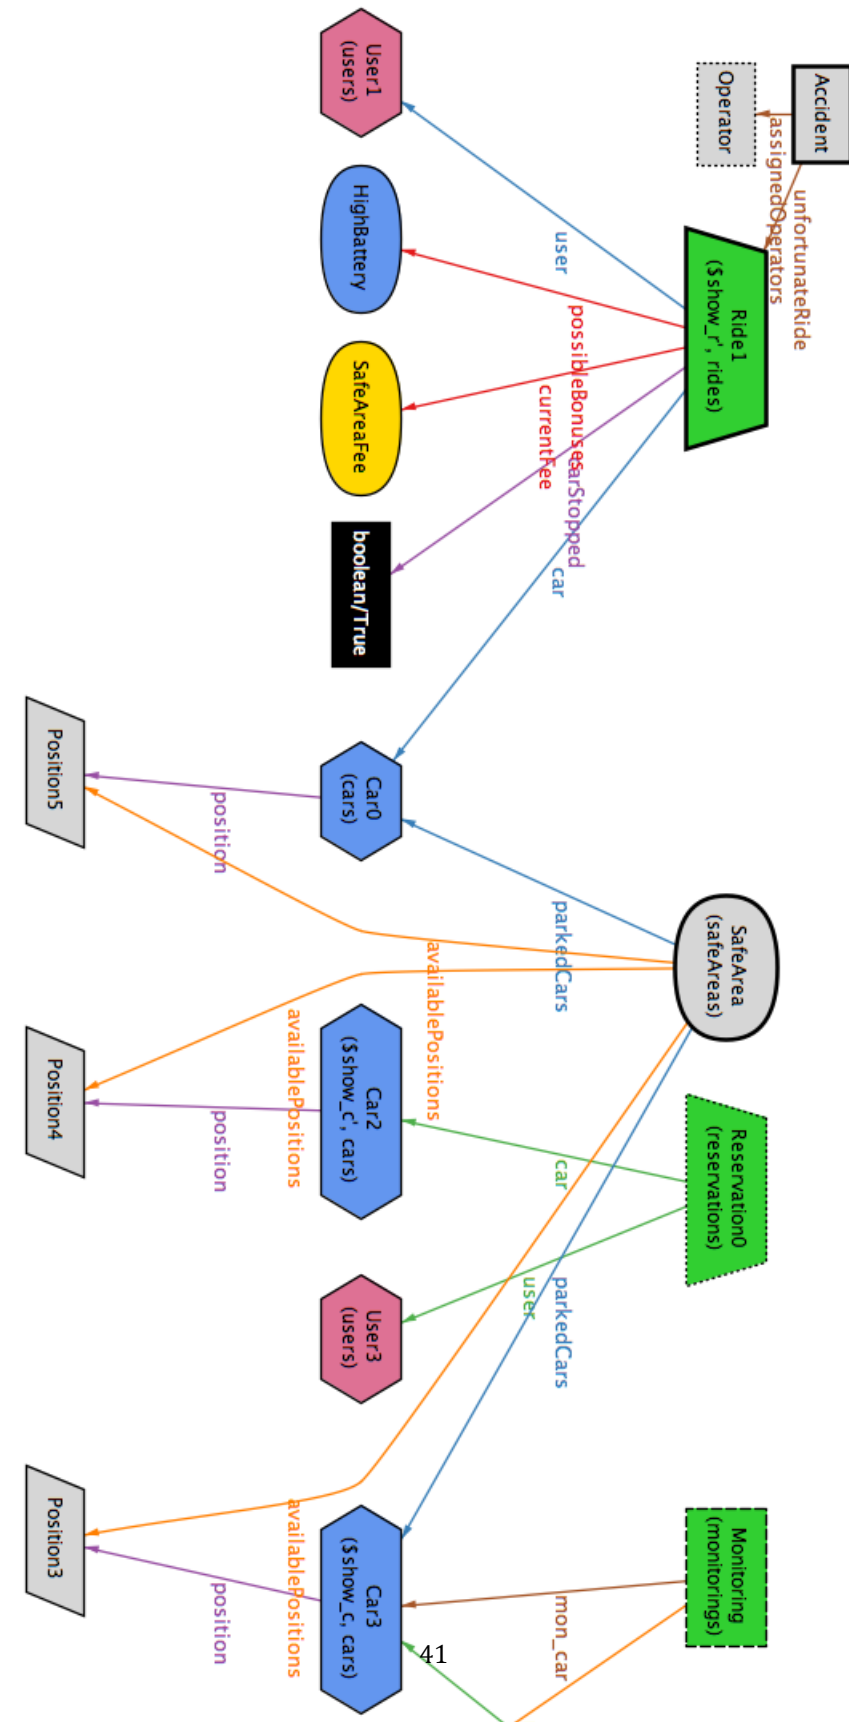 Accident
Operator
assignedOperators
unfortunateRide
Ride1
($show_r', rides)
user
possibleBonuses
currentFee
carStopped
car
User1
(users)
HighBattery
SafeAreaFee
boolean/True
Car0
(cars)
position
Position5
SafeArea
(safeAreas)
parkedCars
availablePositions
availablePositions
Car2
($show_c', cars)
position
Position4
Reservation0
(reservations)
car
user
parkedCars
User3
(users)
Monitoring
(monitorings)
mon_car
Car3
($show_c, cars)
availablePositions
position
Position3
41